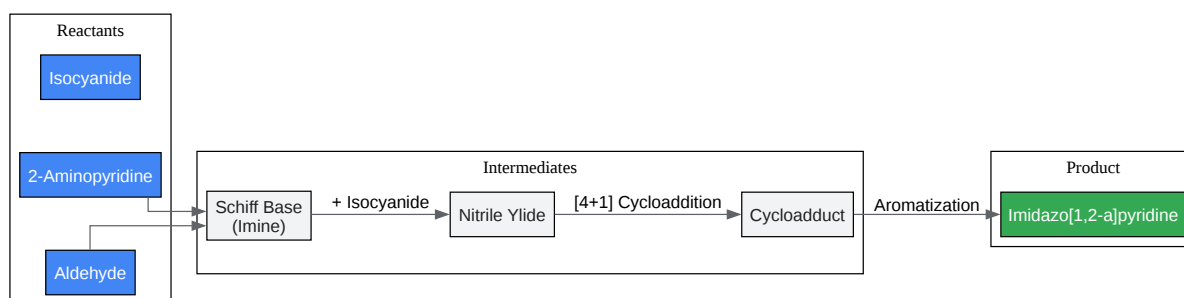 Reactants
Isocyanide
2-Aminopyridine
Aldehyde
Intermediates
Schiff Base
(Imine)
+ Isocyanide
Nitrile Ylide
[4+1] Cycloaddition
Cycloadduct
Aromatization
Product
Imidazo[1,2-a]pyridine